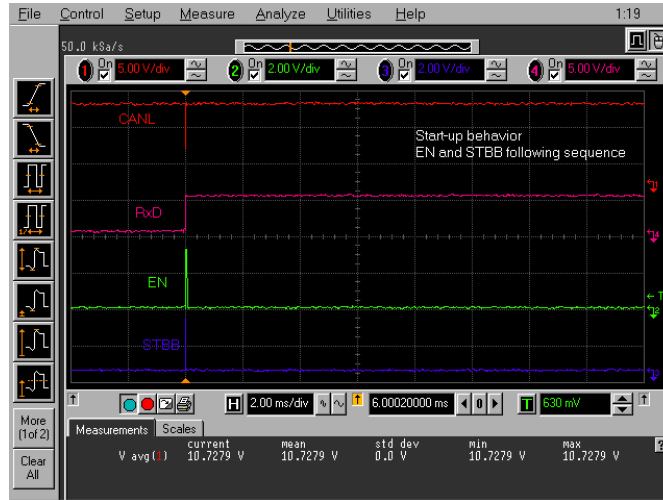 File Control Setup Measure Analyze Utilities Help 1:19
50.0 kSa/s
1 On 5.00 V/div 2 On 2.00 V/div 3 On 2.00 V/div 4 On 5.00 V/div
CANL
Start-up behavior
EN and STBB following sequence
RxD
EN
STBB
H 2.00 ms/div 6.00020000 ms 0 T 630 mV
More
(1of 2)
Clear
All
Measurements Scales
current mean std dev min max
V avg(1) 10.7279 V 10.7279 V 0.0 V 10.7279 V 10.7279 V